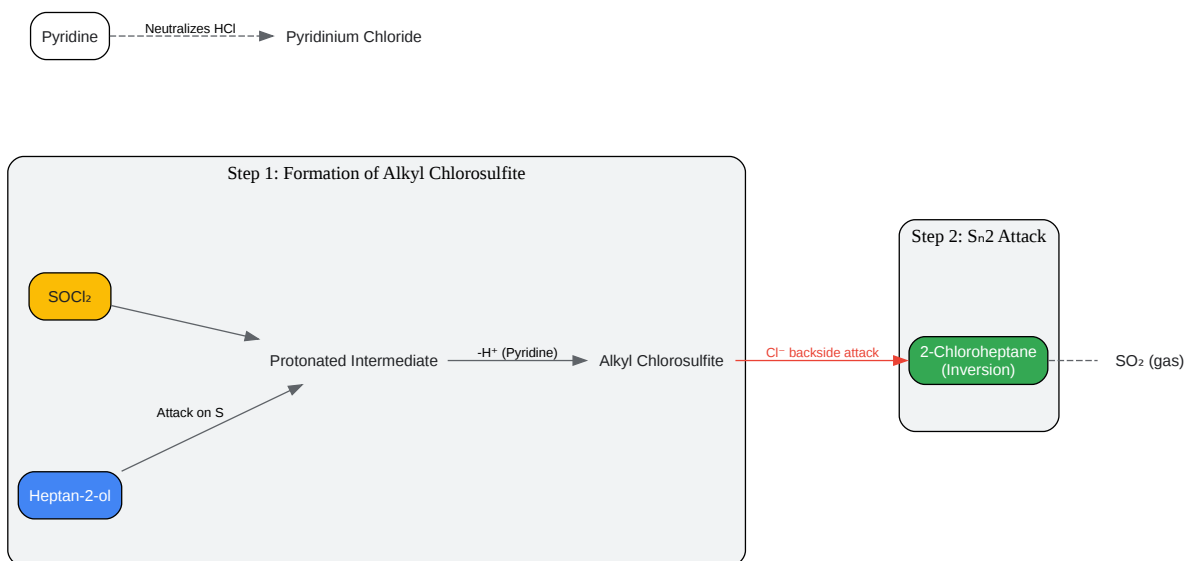 Neutralizes HCl
Pyridine
Pyridinium Chloride
Step 1: Formation of Alkyl Chlorosulfite
Step 2: Sₙ2 Attack
SOCl₂
-H⁺ (Pyridine)
Cl⁻ backside attack
Protonated Intermediate
Alkyl Chlorosulfite
2-Chloroheptane
(Inversion)
SO₂ (gas)
Attack on S
Heptan-2-ol